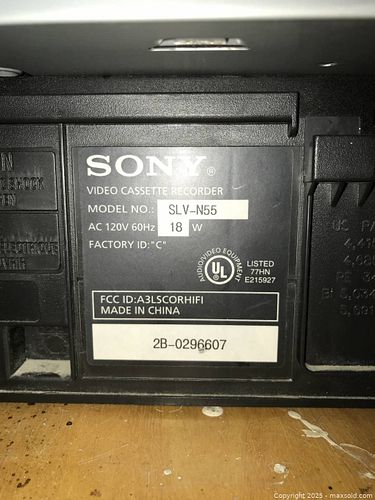 SONY®
VIDEO CASSETTE RECORDER
MODEL NO.: SLV-N55
AC 120V 60Hz 18 W
FACTORY ID:"C"
AUDIO/VIDEO EQUIPMENT
UL
®
LISTED
77HN
E215927
FCC ID:A3LSCORHIFI
MADE IN CHINA
2B-0296607
Copyright 2025 - maxsold.com